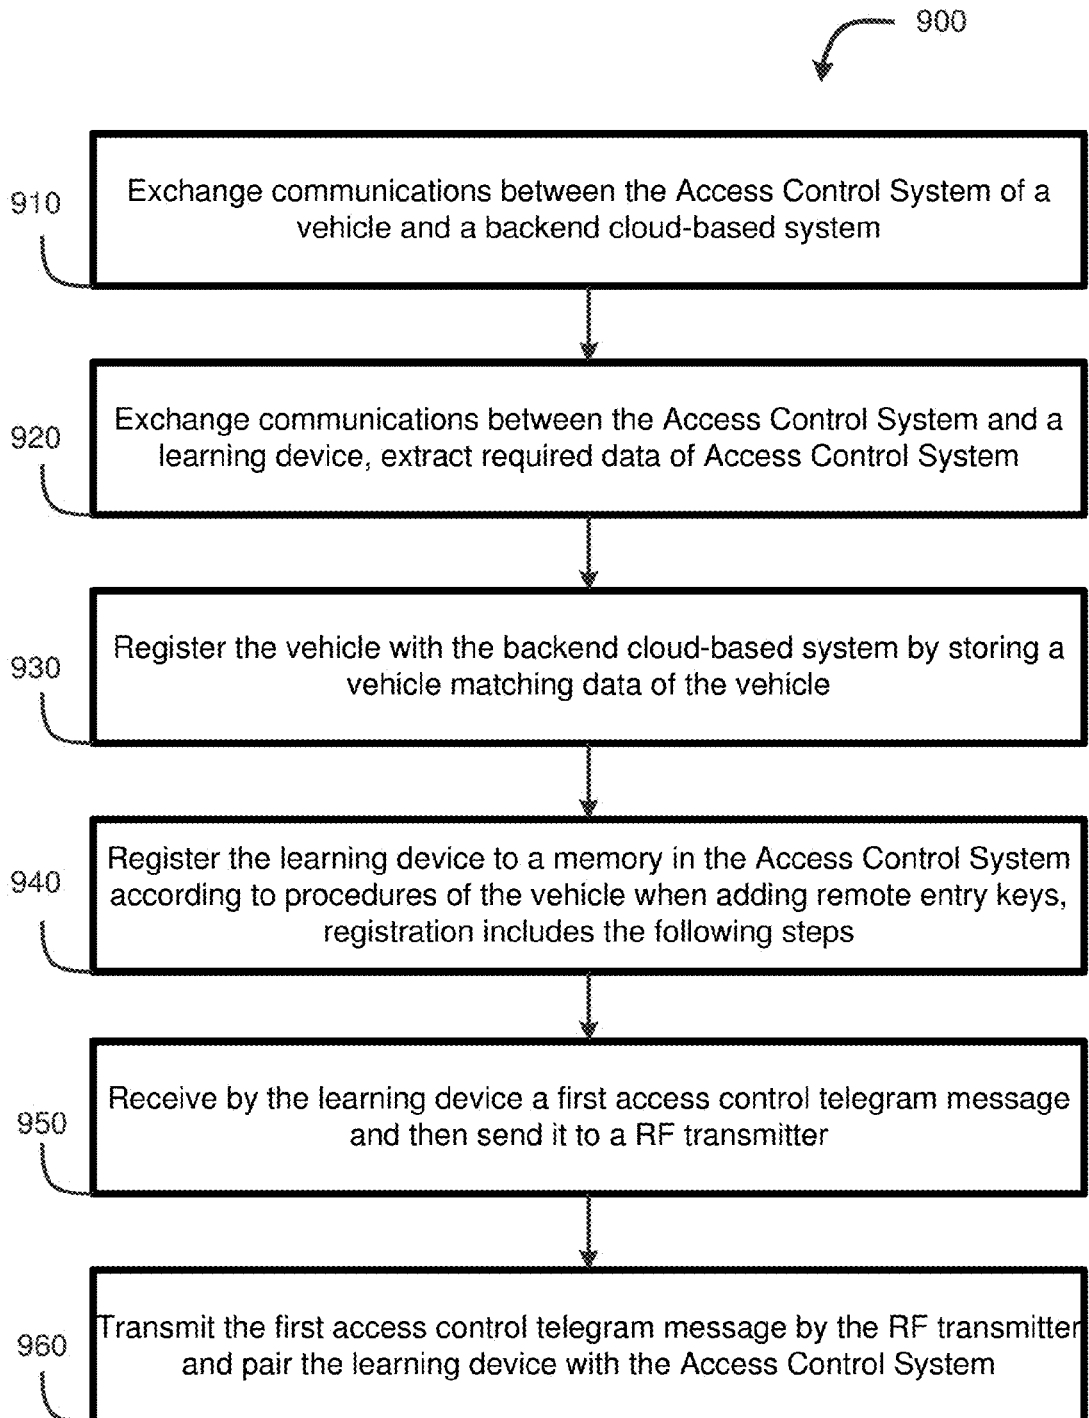 900
910
Exchange communications between the Access Control System of a
vehicle and a backend cloud-based system
920
Exchange communications between the Access Control System and a
learning device, extract required data of Access Control System
930
Register the vehicle with the backend cloud-based system by storing a
vehicle matching data of the vehicle
940
Register the learning device to a memory in the Access Control System
according to procedures of the vehicle when adding remote entry keys,
registration includes the following steps
950
Receive by the learning device a first access control telegram message
and then send it to a RF transmitter
960
Transmit the first access control telegram message by the RF transmitter
and pair the learning device with the Access Control System